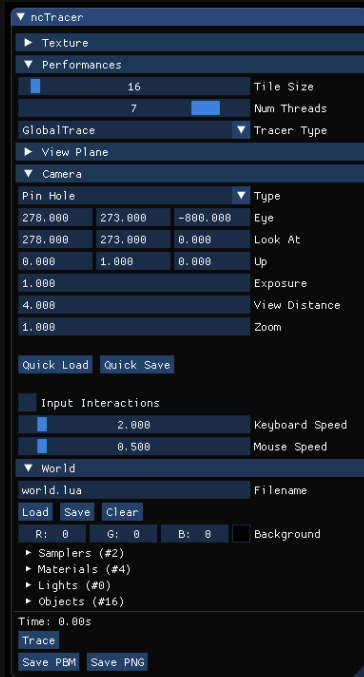 ncTracer
Texture
Performances
16 Tile Size
7 Num Threads
GlobalTrace Tracer Type
View Plane
Camera
Pin Hole Type
278.000 273.000 -800.000 Eye
278.000 273.000 0.000 Look At
0.000 1.000 0.000 Up
1.000 Exposure
4.000 View Distance
1.000 Zoom
Quick Load Quick Save
Input Interactions
2.000 Keyboard Speed
0.500 Mouse Speed
World
world.lua Filename
Load Save Clear
R: 0 G: 0 B: 0 Background
Samplers (#2)
Materials (#4)
Lights (#0)
Objects (#16)
Time: 0.00s
Trace
Save PBM Save PNG